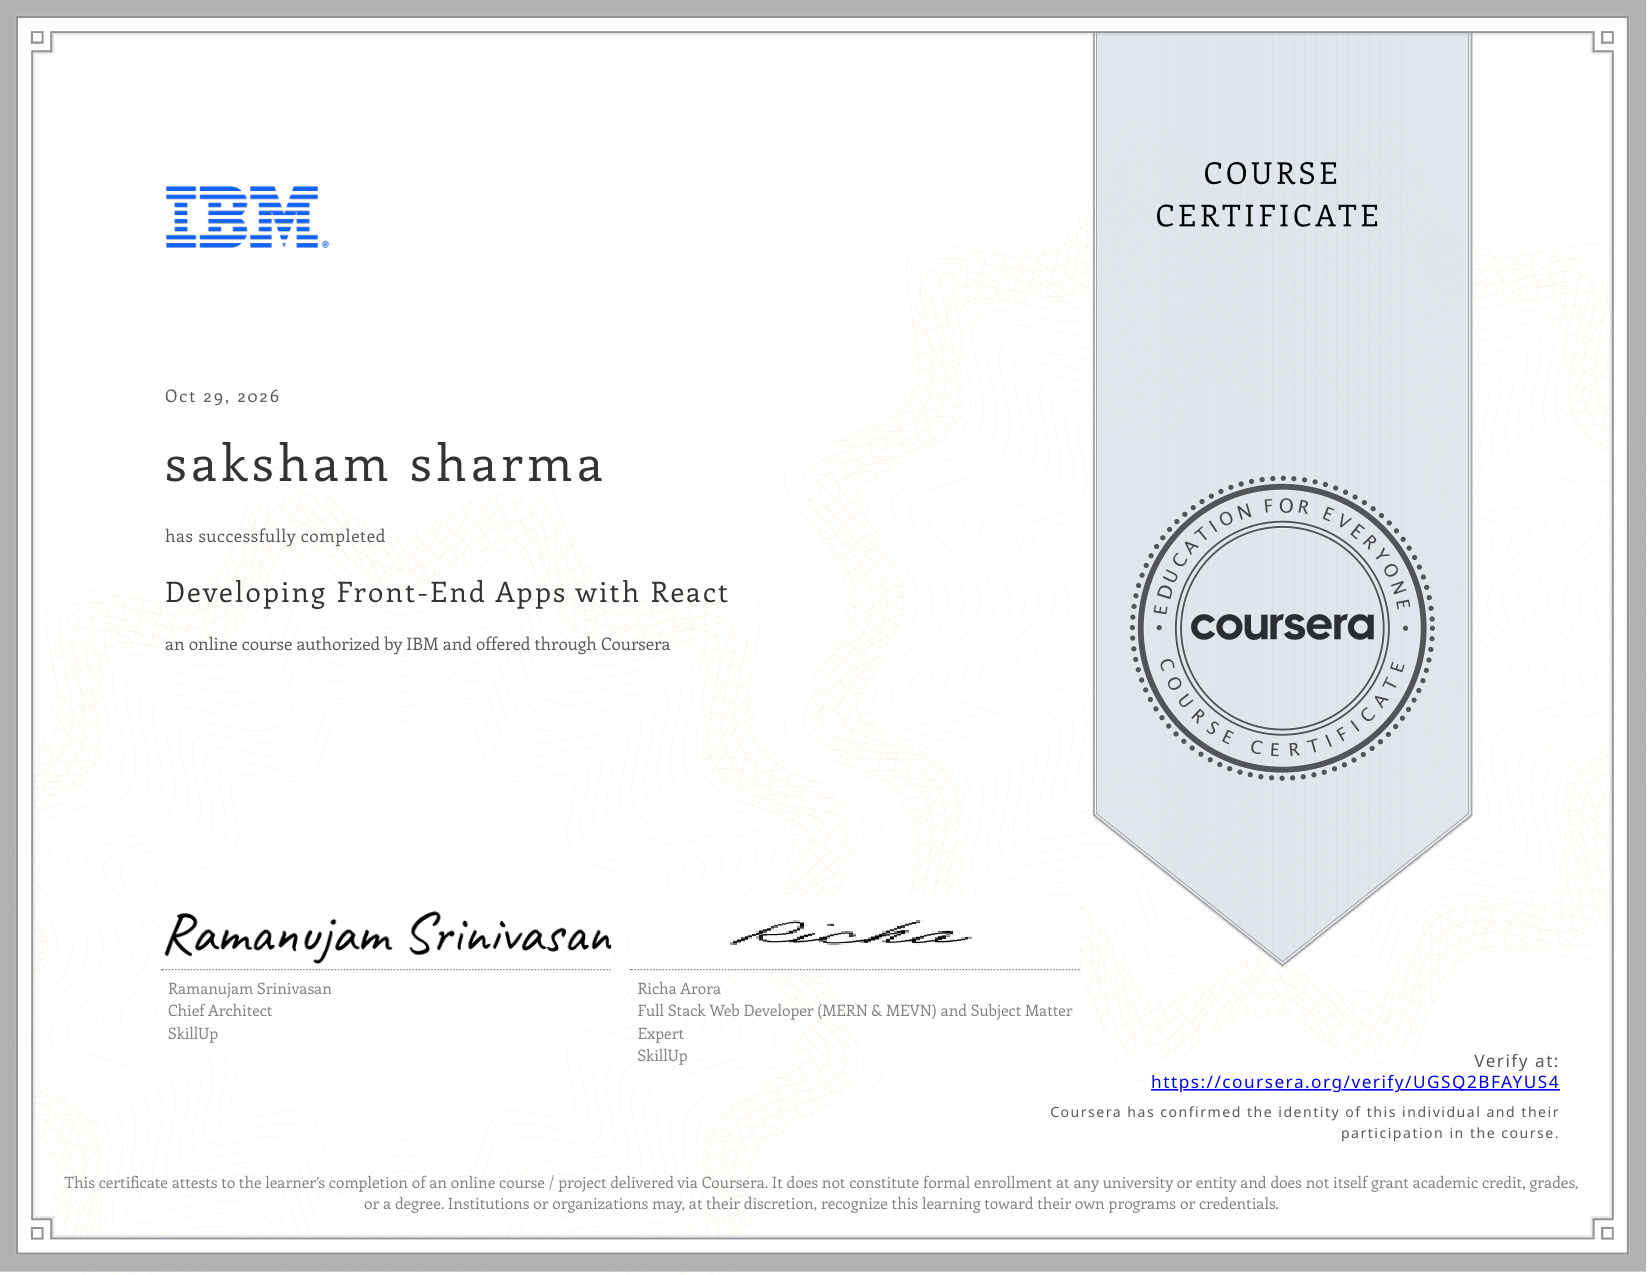 COURSE
CERTIFICATE
IBM®
Oct 29, 2026
saksham sharma
has successfully completed
Developing Front-End Apps with React
an online course authorized by IBM and offered through Coursera
EDUCATION FOR EVERYONE
coursera
COURSE CERTIFICATE
Ramanujam Srinivasan
Ramanujam Srinivasan
Chief Architect
SkillUp
Richa
Richa Arora
Full Stack Web Developer (MERN & MEVN) and Subject Matter
Expert
SkillUp
Verify at:
https://coursera.org/verify/UGSQ2BFAYUS4
Coursera has confirmed the identity of this individual and their
participation in the course.
This certificate attests to the learner's completion of an online course / project delivered via Coursera. It does not constitute formal enrollment at any university or entity and does not itself grant academic credit, grades,
or a degree. Institutions or organizations may, at their discretion, recognize this learning toward their own programs or credentials.